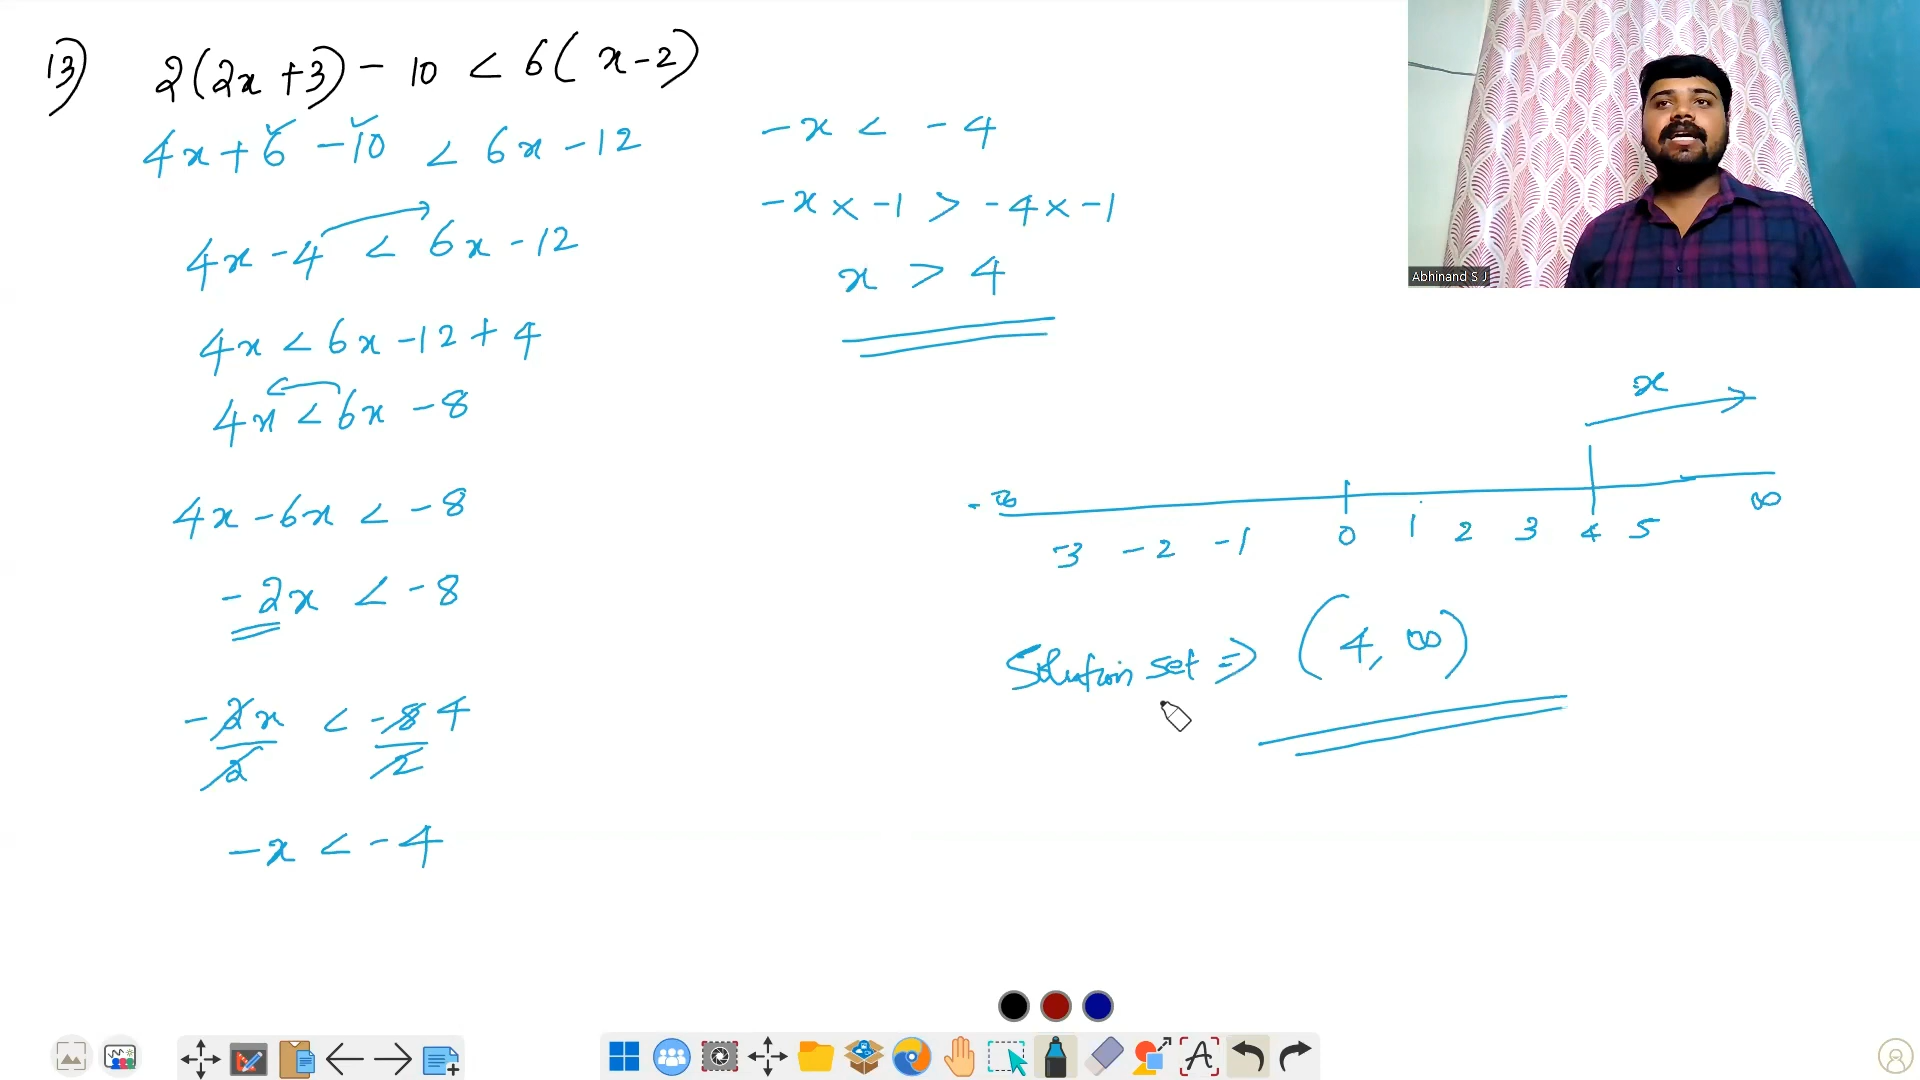 13) 2(2x+3) - 10 < 6(x-2)
4x+6 -10 < 6x -12
4x -4 < 6x -12
4x < 6x -12 + 4
4x < 6x -8
4x -6x < -8
-2x < -8
-2x/2 < -8/2 4
-x < -4
-x < -4
-x × -1 > -4 × -1
x > 4
Abhinand S J
x
-∞ -3 -2 -1 0 1 2 3 4 5 ∞
Solution set ⇒ (4, ∞)